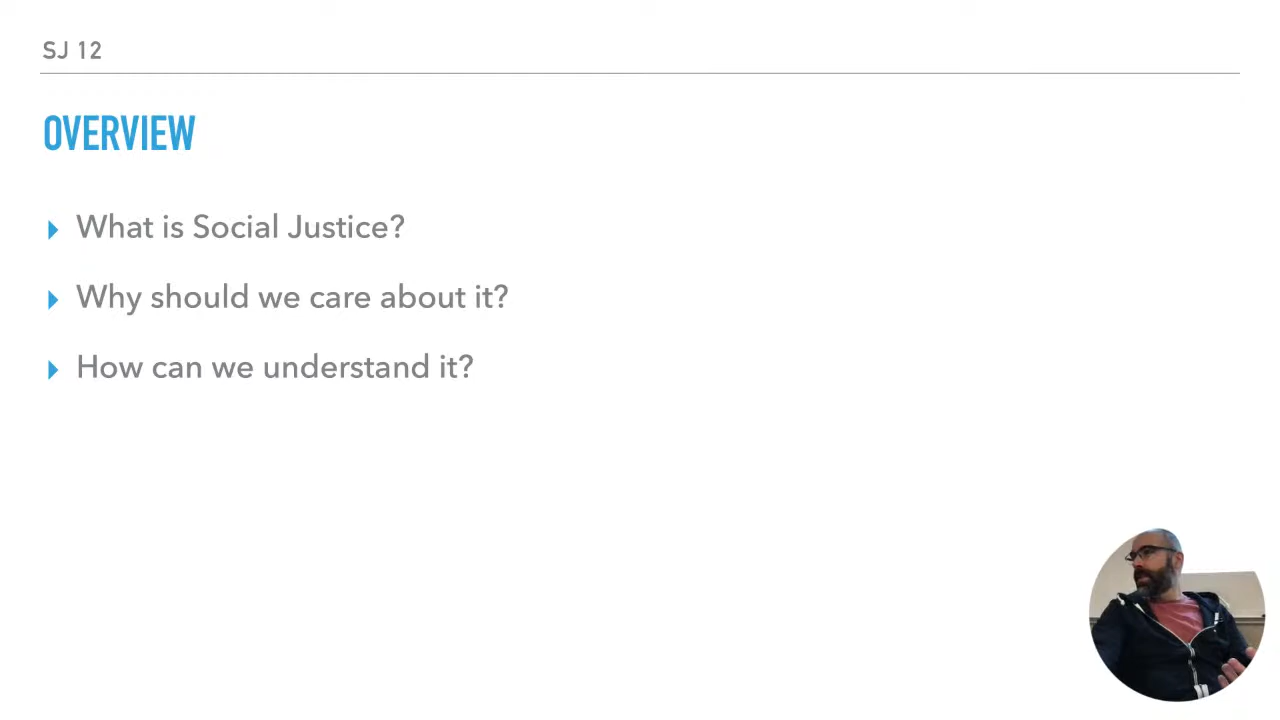 SJ 12
OVERVIEW
What is Social Justice?
Why should we care about it?
How can we understand it?